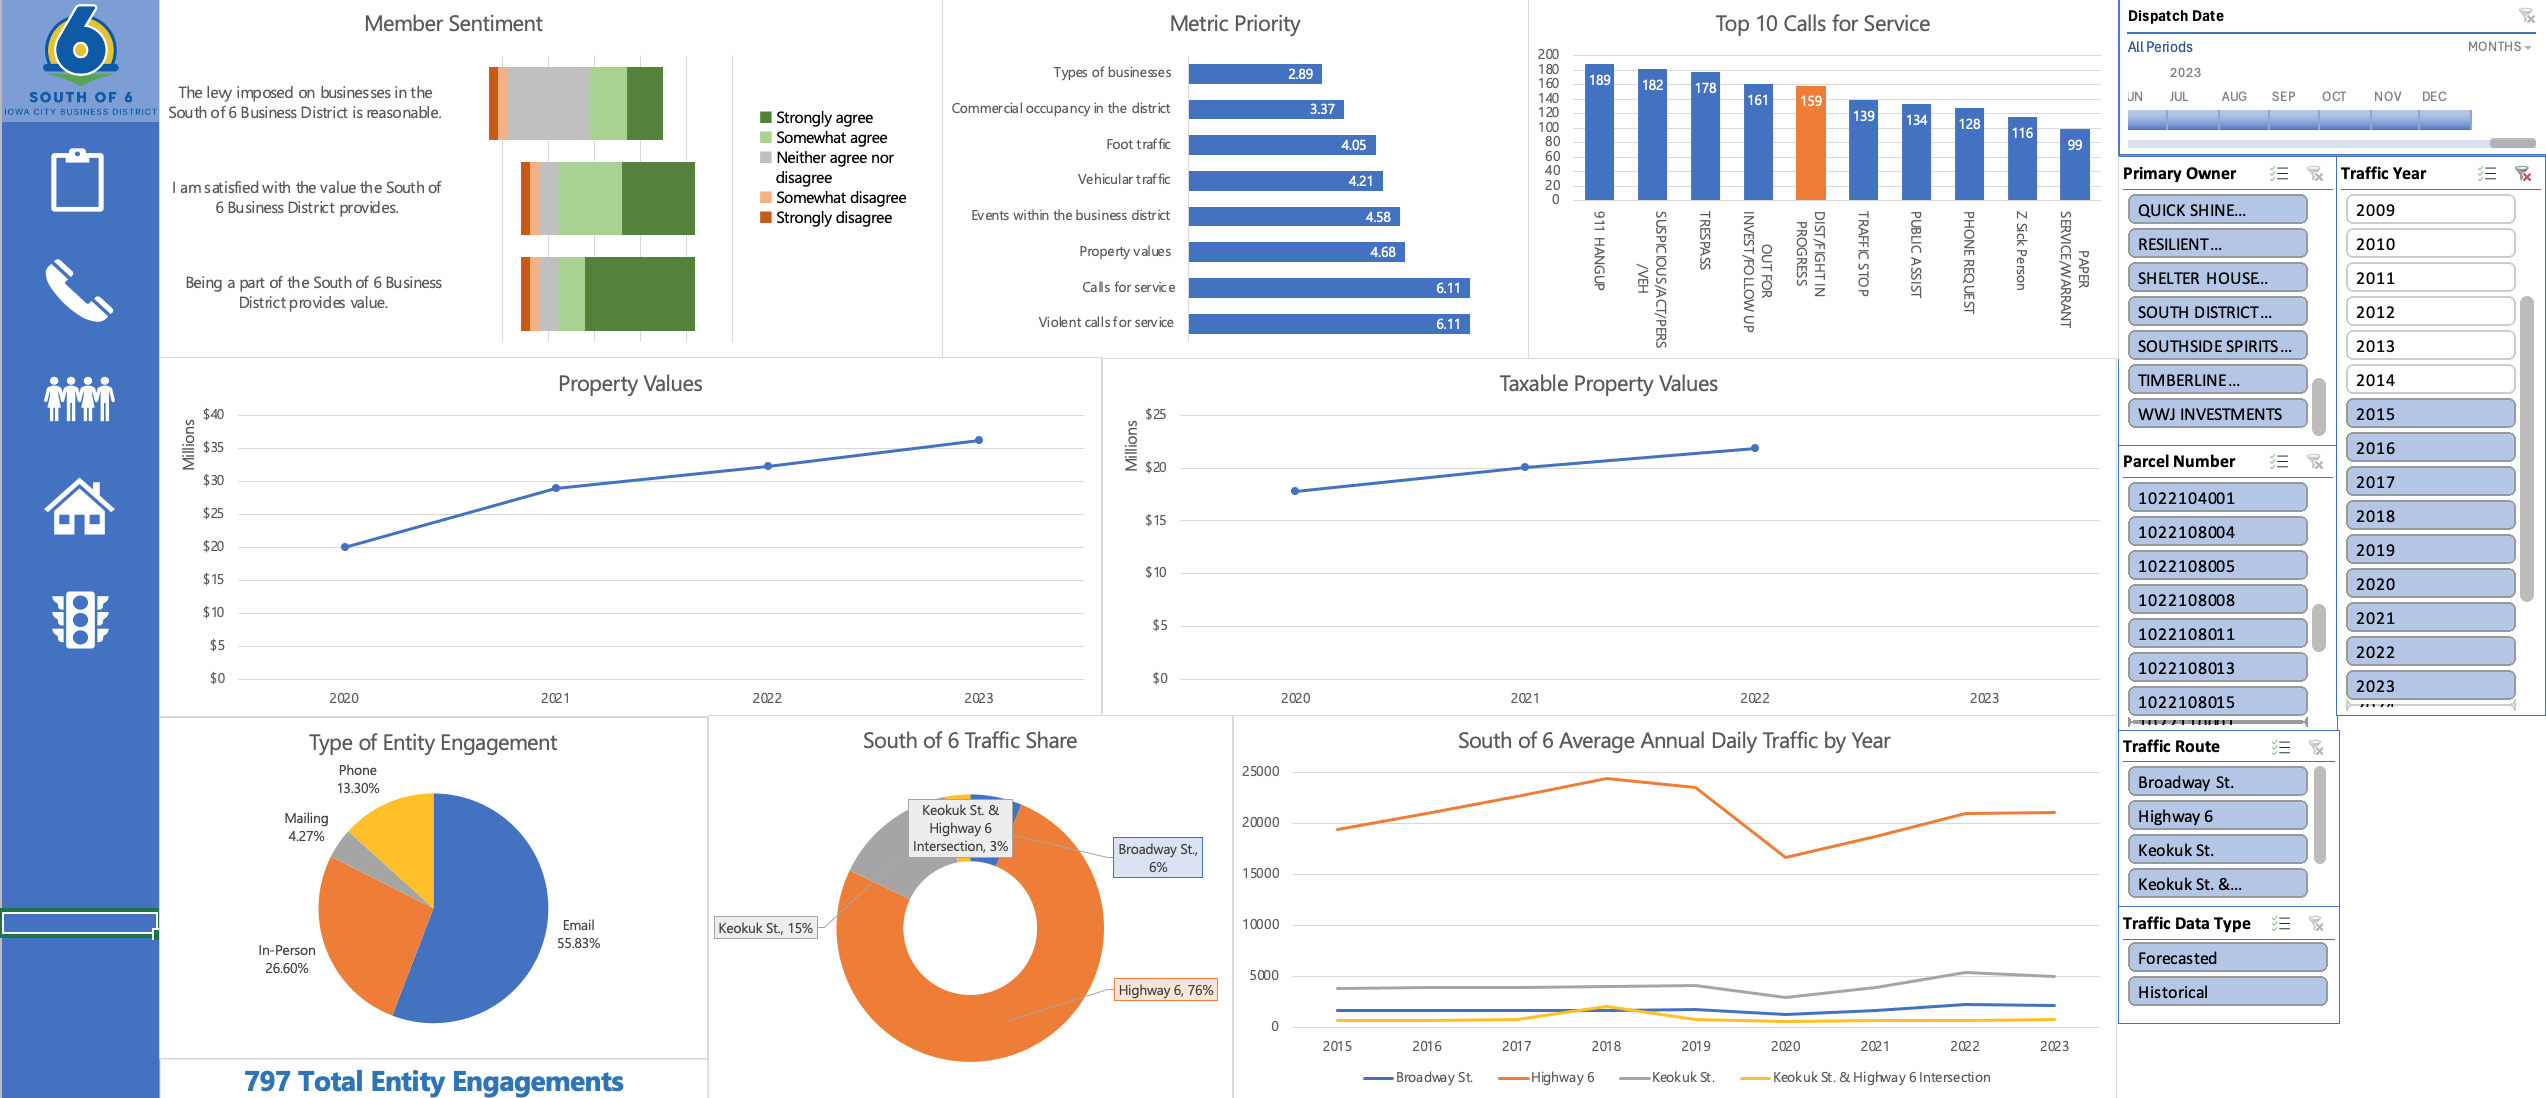 6
SOUTH OF 6
IOWA CITY BUSINESS DISTRICT
Member Sentiment
The levy imposed on businesses in the
South of 6 Business District is reasonable.
I am satisfied with the value the South of
6 Business District provides.
Being a part of the South of 6 Business
District provides value.
Strongly agree
Somewhat agree
Neither agree nor
disagree
Somewhat disagree
Strongly disagree
Metric Priority
Types of businesses
2.89
Commercial occupancy in the district
3.37
Foot traffic
4.05
Vehicular traffic
4.21
Events within the business district
4.58
Property values
4.68
Calls for service
6.11
Violent calls for service
6.11
Top 10 Calls for Service
200
180
160
140
120
100
80
60
40
20
0
189
182
178
161
159
139
134
128
116
99
911 HANGUP
SUSPICIOUS/ACT/PERS
/VEH
TRESPASS
OUT FOR
INVEST/FOLLOW UP
DIST/FIGHT IN
PROGRESS
TRAFFIC STOP
PUBLIC ASSIST
PHONE REQUEST
Z Sick Person
PAPER
SERVICE/WARRANT
Dispatch Date
All Periods
MONTHS
2023
UN JUL AUG SEP OCT NOV DEC
Primary Owner
QUICK SHINE...
RESILIENT...
SHELTER HOUSE...
SOUTH DISTRICT...
SOUTHSIDE SPIRITS...
TIMBERLINE...
WWJ INVESTMENTS
Traffic Year
2009
2010
2011
2012
2013
2014
2015
2016
2017
2018
2019
2020
2021
2022
2023
Parcel Number
1022104001
1022108004
1022108005
1022108008
1022108011
1022108013
1022108015
Traffic Route
Broadway St.
Highway 6
Keokuk St.
Keokuk St. &...
Traffic Data Type
Forecasted
Historical
Property Values
Millions
$40
$35
$30
$25
$20
$15
$10
$5
$0
2020 2021 2022 2023
Taxable Property Values
Millions
$25
$20
$15
$10
$5
$0
2020 2021 2022 2023
Type of Entity Engagement
Phone
13.30%
Mailing
4.27%
In-Person
26.60%
Email
55.83%
797 Total Entity Engagements
South of 6 Traffic Share
Keokuk St. &
Highway 6
Intersection, 3%
Broadway St.,
6%
Keokuk St., 15%
Highway 6, 76%
South of 6 Average Annual Daily Traffic by Year
25000
20000
15000
10000
5000
0
2015 2016 2017 2018 2019 2020 2021 2022 2023
Broadway St. Highway 6 Keokuk St. Keokuk St. & Highway 6 Intersection